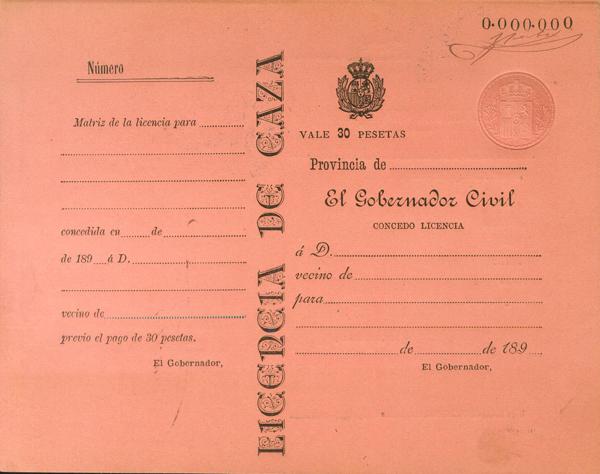 Número
Matriz de la licencia para
concedida en de
de 189 á D.
vecino de
previo el pago de 30 pesetas.
El Gobernador,
LICENCIA DE CAZA
0.000.000
VALE 30 PESETAS
Provincia de
El Gobernador Civil
CONCEDO LICENCIA
á D.
vecino de
para
de de 189
El Gobernador,